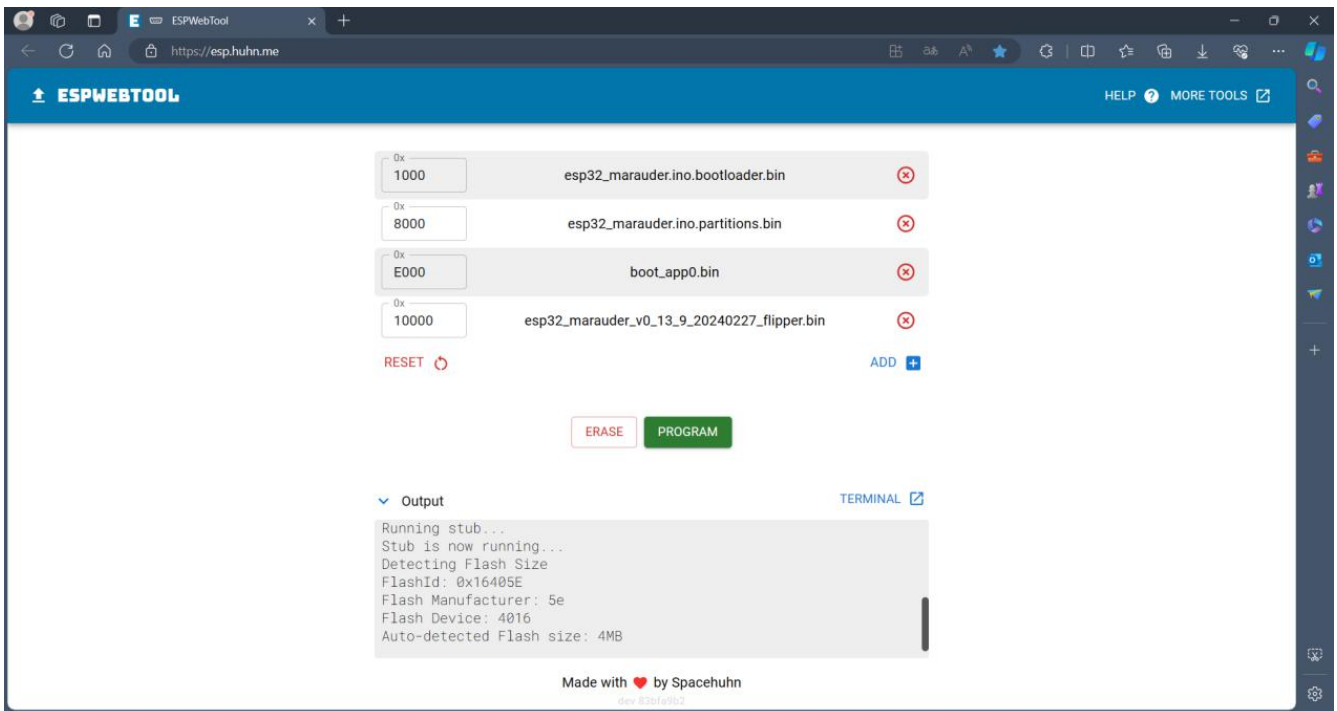 ESPWebTool
https://esp.huhn.me
ESPWEBTOOL
HELP ? MORE TOOLS
0x
1000 esp32_marauder.ino.bootloader.bin
0x
8000 esp32_marauder.ino.partitions.bin
0x
E000 boot_app0.bin
0x
10000 esp32_marauder_v0_13_9_20240227_flipper.bin
RESET ADD
ERASE PROGRAM
Output TERMINAL
Running stub...
Stub is now running...
Detecting Flash Size
FlashId: 0x16405E
Flash Manufacturer: 5e
Flash Device: 4016
Auto-detected Flash size: 4MB
Made with ❤ by Spacehuhn